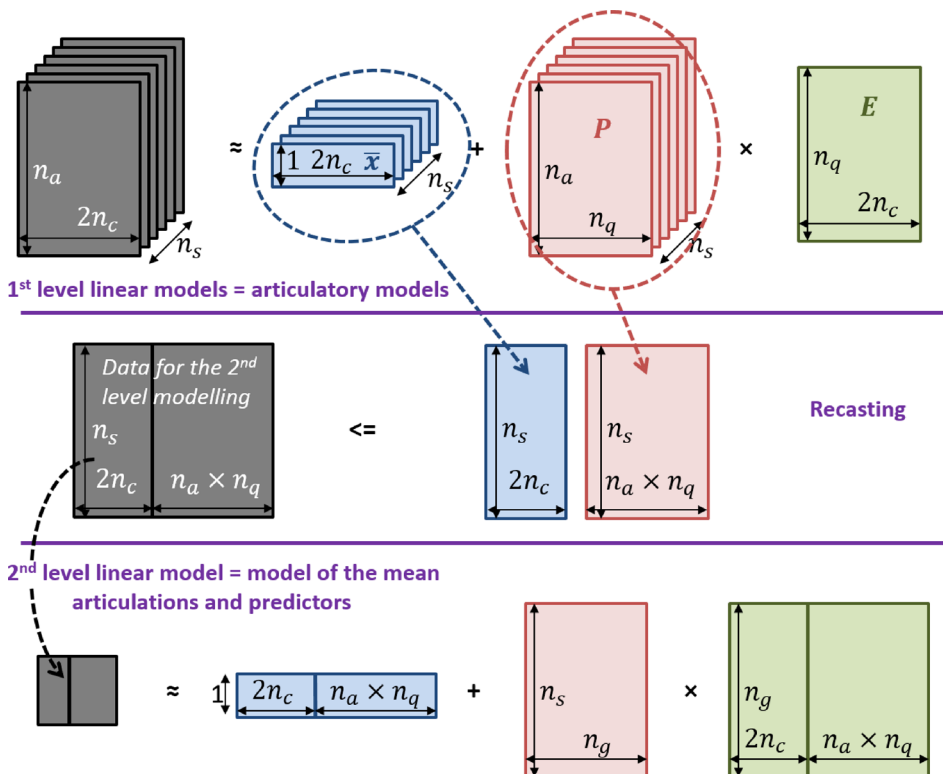 n_a
2n_c
n_s
≈
1 2n_c x̄
n_s
+
P
n_a
n_q
n_s
×
E
n_q
2n_c
1st level linear models = articulatory models
Data for the 2nd
level modelling
n_s
2n_c
n_a × n_q
<=
n_s
2n_c
n_s
n_a × n_q
Recasting
2nd level linear model = model of the mean
articulations and predictors
≈
1
2n_c
n_a × n_q
+
n_s
n_g
×
n_g
2n_c
n_a × n_q